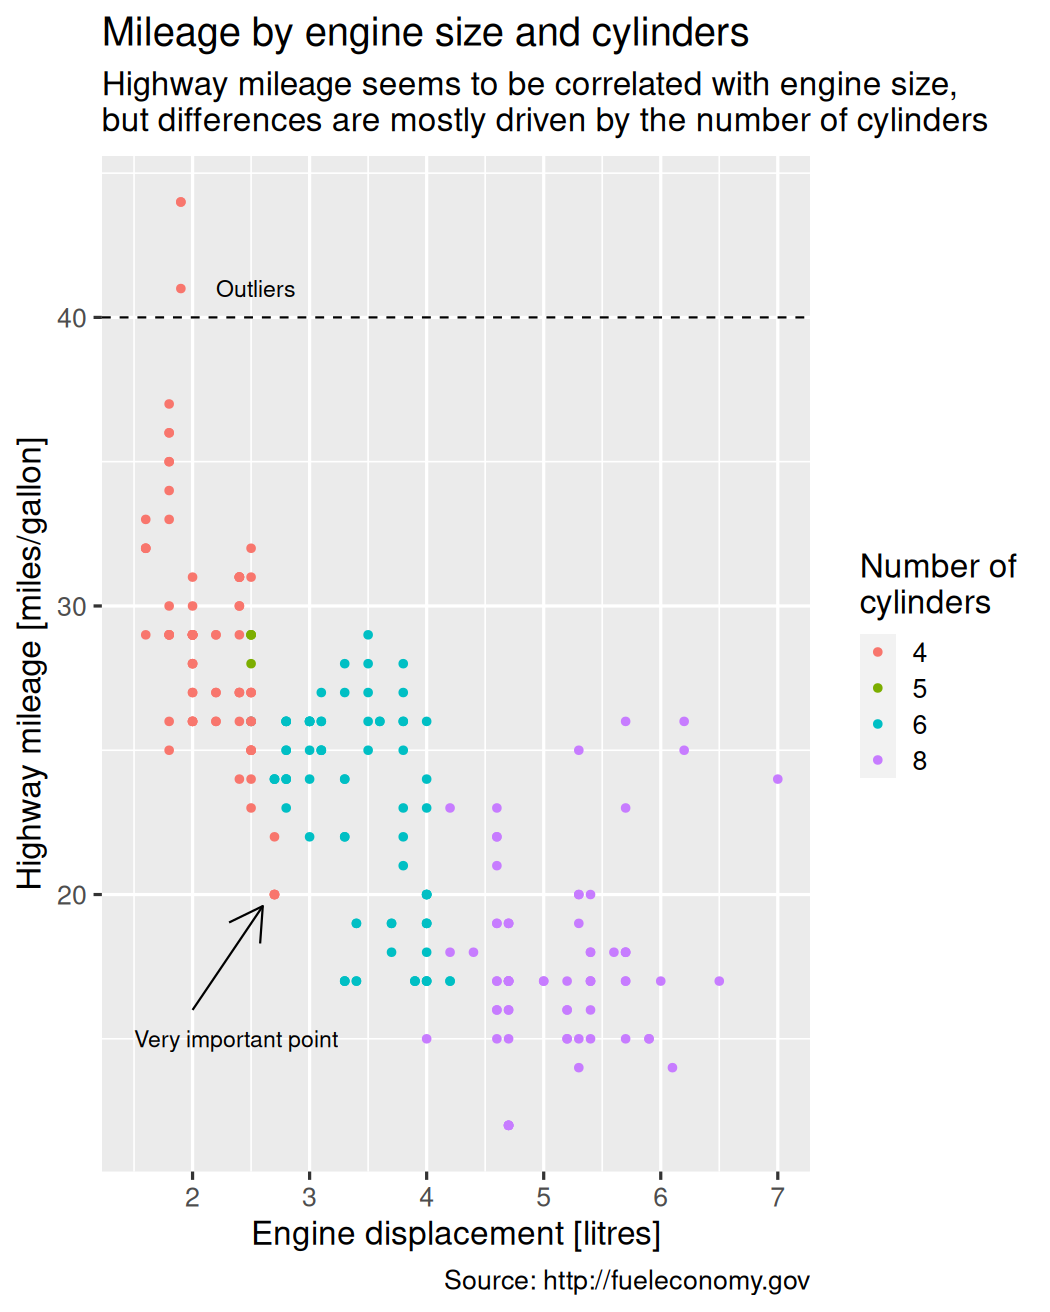 Mileage by engine size and cylinders
Highway mileage seems to be correlated with engine size,
but differences are mostly driven by the number of cylinders
Outliers
40
30
20
Highway mileage [miles/gallon]
Very important point
2 3 4 5 6 7
Engine displacement [litres]
Source: http://fueleconomy.gov
Number of
cylinders
4
5
6
8